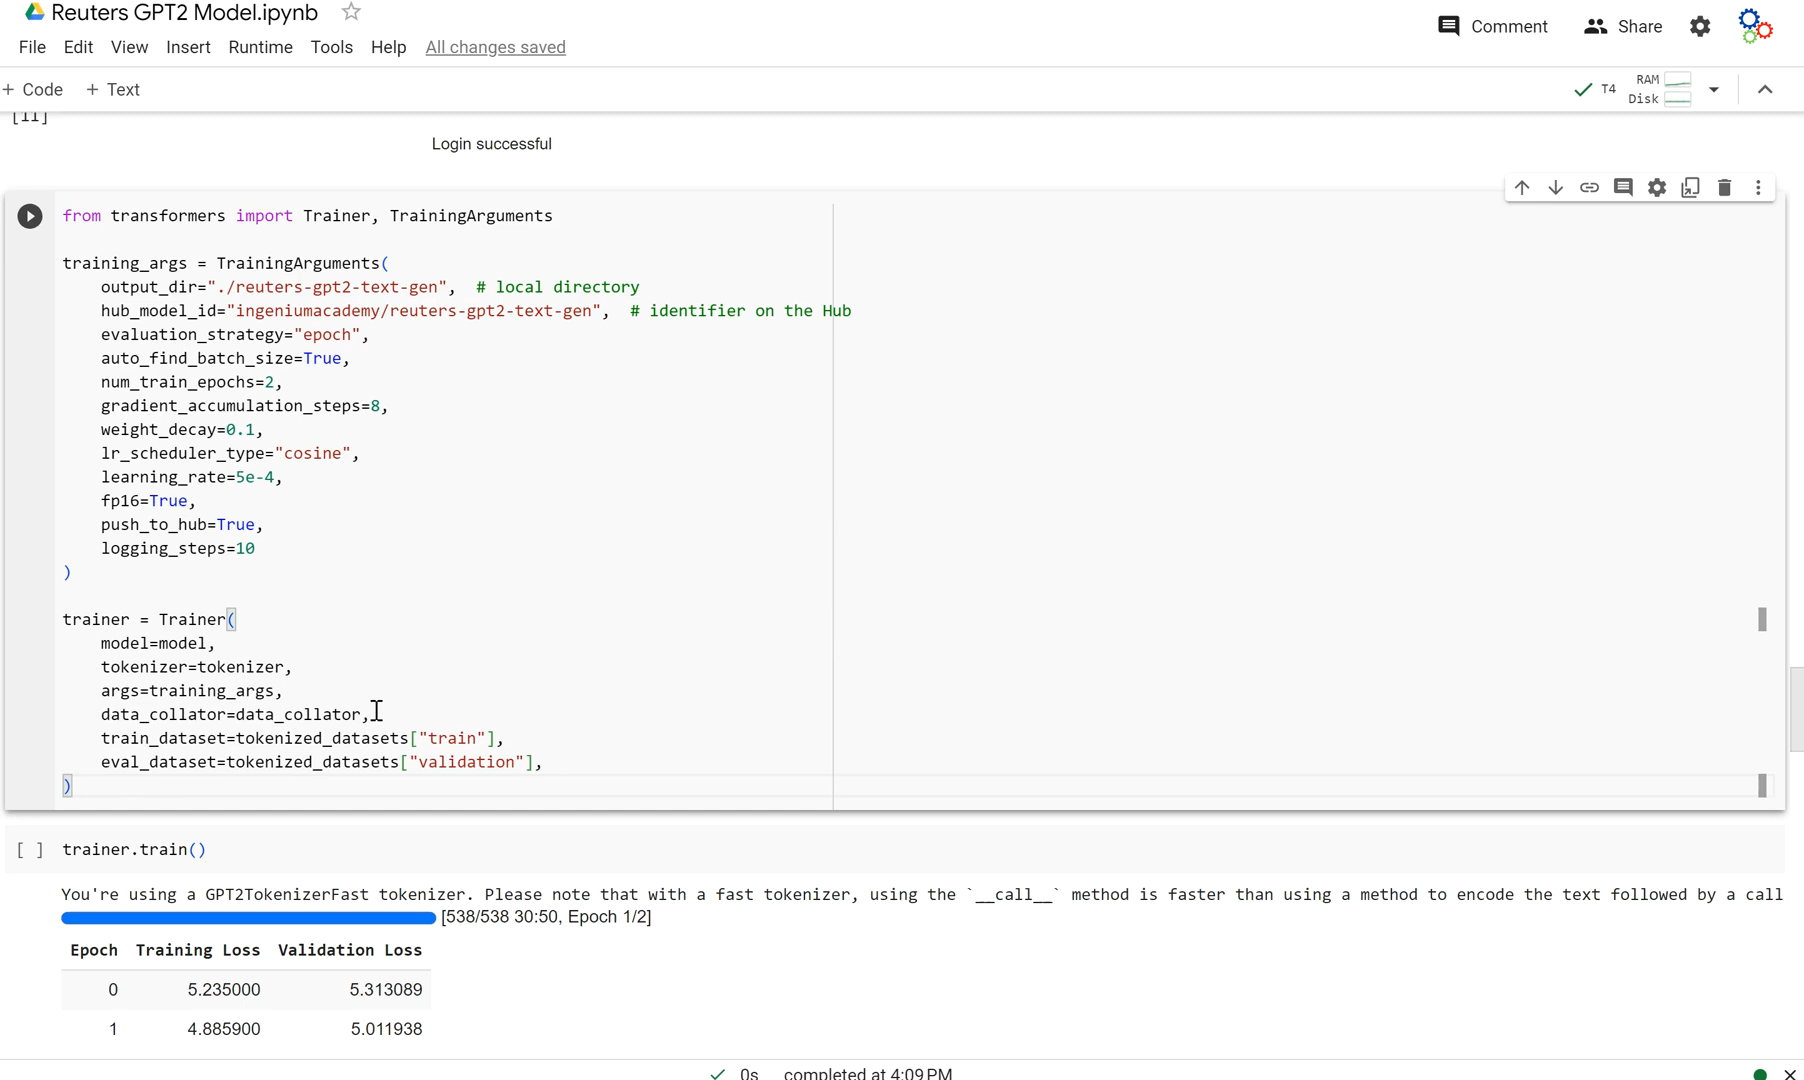 Reuters GPT2 Model.ipynb
Comment Share
File Edit View Insert Runtime Tools Help All changes saved
+ Code + Text
T4 RAM Disk
[11]
Login successful
from transformers import Trainer, TrainingArguments
training_args = TrainingArguments(
output_dir="./reuters-gpt2-text-gen", # local directory
hub_model_id="ingeniumacademy/reuters-gpt2-text-gen", # identifier on the Hub
evaluation_strategy="epoch",
auto_find_batch_size=True,
num_train_epochs=2,
gradient_accumulation_steps=8,
weight_decay=0.1,
lr_scheduler_type="cosine",
learning_rate=5e-4,
fp16=True,
push_to_hub=True,
logging_steps=10
)
trainer = Trainer(
model=model,
tokenizer=tokenizer,
args=training_args,
data_collator=data_collator,
train_dataset=tokenized_datasets["train"],
eval_dataset=tokenized_datasets["validation"],
)
[ ] trainer.train()
You're using a GPT2TokenizerFast tokenizer. Please note that with a fast tokenizer, using the `__call__` method is faster than using a method to encode the text followed by a call
[538/538 30:50, Epoch 1/2]
Epoch Training Loss Validation Loss
0 5.235000 5.313089
1 4.885900 5.011938
0s completed at 4:09 PM